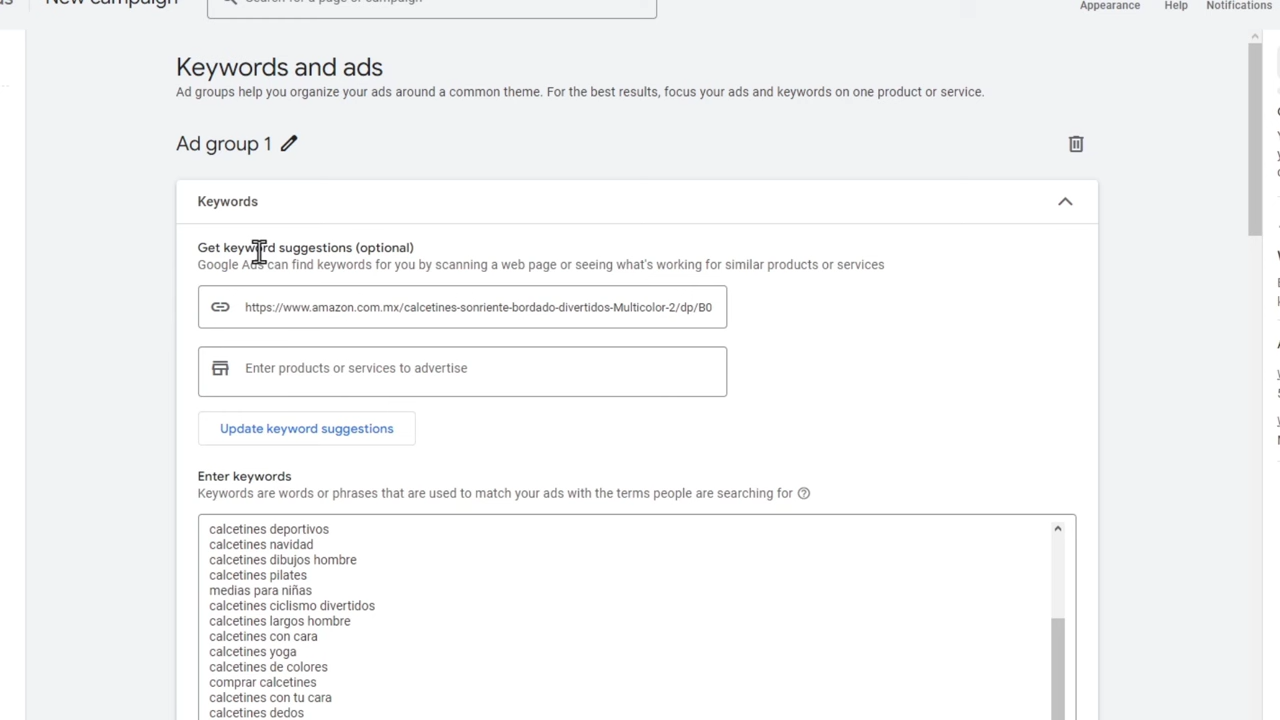 New campaign
Search for a page or campaign
Appearance
Help
Notifications
Keywords and ads
Ad groups help you organize your ads around a common theme. For the best results, focus your ads and keywords on one product or service.
Ad group 1
Keywords
Get keyword suggestions (optional)
Google Ads can find keywords for you by scanning a web page or seeing what's working for similar products or services
https://www.amazon.com.mx/calcetines-sonriente-bordado-divertidos-Multicolor-2/dp/B0
Enter products or services to advertise
Update keyword suggestions
Enter keywords
Keywords are words or phrases that are used to match your ads with the terms people are searching for
calcetines deportivos
calcetines navidad
calcetines dibujos hombre
calcetines pilates
medias para niñas
calcetines ciclismo divertidos
calcetines largos hombre
calcetines con cara
calcetines yoga
calcetines de colores
comprar calcetines
calcetines con tu cara
calcetines dedos